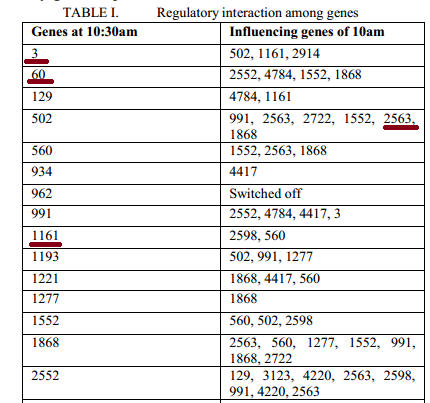 TABLE I. Regulatory interaction among genes
Genes at 10:30am Influencing genes of 10am
3 502, 1161, 2914
60 2552, 4784, 1552, 1868
129 4784, 1161
502 991, 2563, 2722, 1552, 2563,
1868
560 1552, 2563, 1868
934 4417
962 Switched off
991 2552, 4784, 4417, 3
1161 2598, 560
1193 502, 991, 1277
1221 1868, 4417, 560
1277 1868
1552 560, 502, 2598
1868 2563, 560, 1277, 1552, 991,
1868, 2722
2552 129, 3123, 4220, 2563, 2598,
991, 4220, 2563